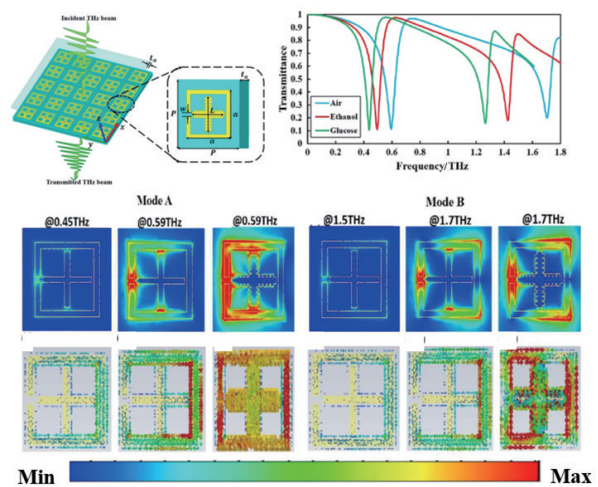 Incident THz beam
t_a
t_s
P
w
L
a
a
P
x
y
Transmitted THz beam
Transmittance
1
0.9
0.8
0.7
0.6
0.5
0.4
0.3
0.2
0.1
0
Air
Ethanol
Glucose
0 0.2 0.4 0.6 0.8 1 1.2 1.4 1.6 1.8
Frequency/THz
Mode A
Mode B
@0.45THz @0.59THz @0.59THz @1.5THz @1.7THz @1.7THz
Min Max